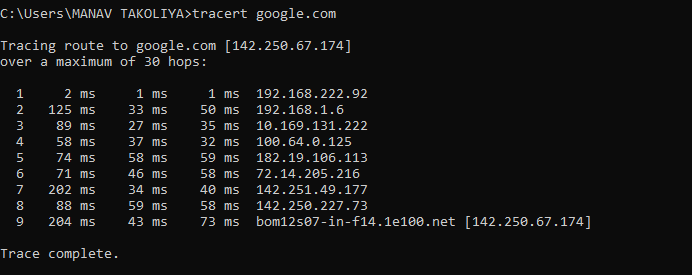 C:\Users\MANAV TAKOLIYA>tracert google.com
Tracing route to google.com [142.250.67.174]
over a maximum of 30 hops:
1 2 ms 1 ms 1 ms 192.168.222.92
2 125 ms 33 ms 50 ms 192.168.1.6
3 89 ms 27 ms 35 ms 10.169.131.222
4 58 ms 37 ms 32 ms 100.64.0.125
5 74 ms 58 ms 59 ms 182.19.106.113
6 71 ms 46 ms 58 ms 72.14.205.216
7 202 ms 34 ms 40 ms 142.251.49.177
8 88 ms 59 ms 58 ms 142.250.227.73
9 204 ms 43 ms 73 ms bom12s07-in-f14.1e100.net [142.250.67.174]
Trace complete.